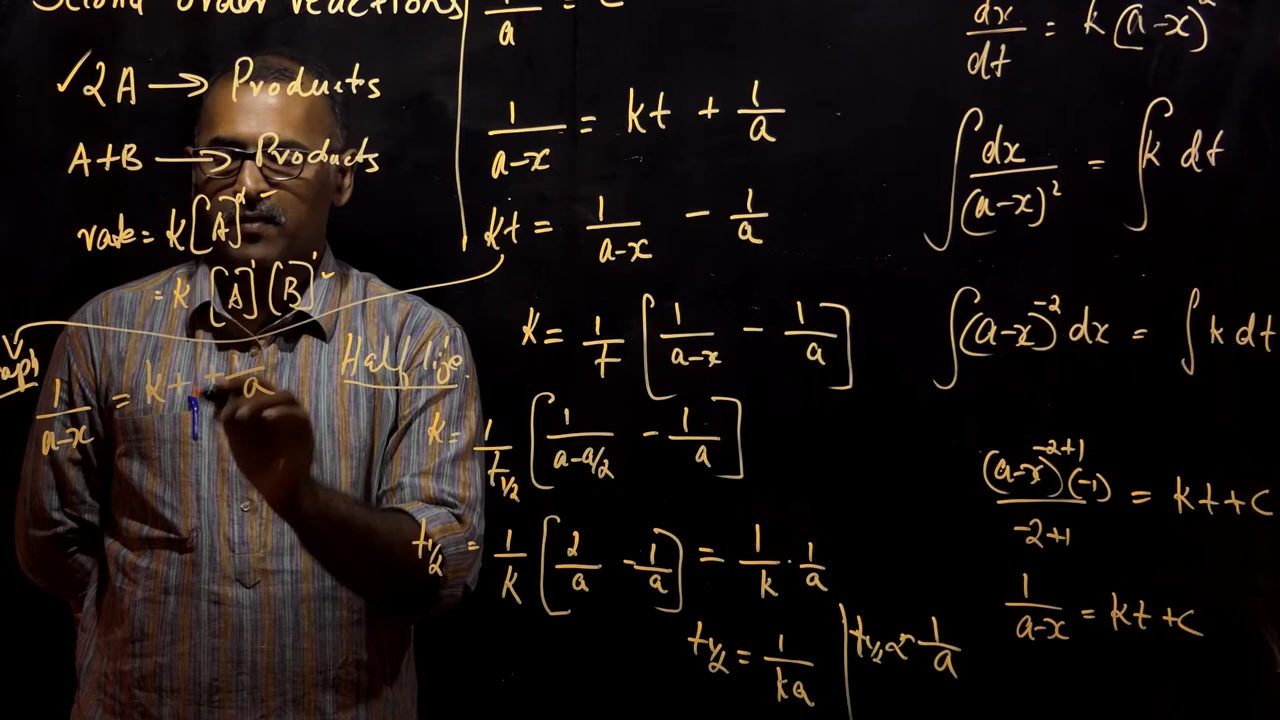 Second order reactions
✓2A → Products
A+B → Products
rate = k[A]²
= k[A]¹[B]¹
1/(a-x) = kt + 1/a
1/a = C
1/(a-x) = kt + 1/a
kt = 1/(a-x) - 1/a
k = 1/t [1/(a-x) - 1/a]
Half life
k = 1/t1/2 [1/(a-a/2) - 1/a]
t1/2 = 1/k [2/a - 1/a] = 1/k · 1/a
t1/2 = 1/ka
t1/2 ∝ 1/a
dx/dt = k(a-x)²
∫dx/(a-x)² = ∫k dt
∫(a-x)⁻² dx = ∫k dt
(a-x)⁻²⁺¹(-1)/-2+1 = kt+C
1/(a-x) = kt+C